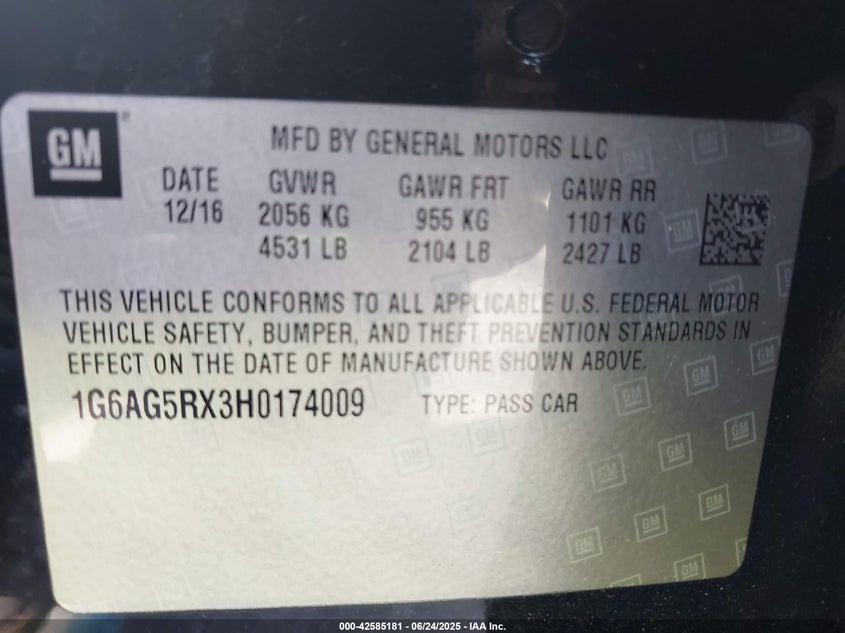 GM®
MFD BY GENERAL MOTORS LLC
DATE GVWR GAWR FRT GAWR RR
12/16 2056 KG 955 KG 1101 KG
4531 LB 2104 LB 2427 LB
THIS VEHICLE CONFORMS TO ALL APPLICABLE U.S. FEDERAL MOTOR
VEHICLE SAFETY, BUMPER, AND THEFT PREVENTION STANDARDS IN
EFFECT ON THE DATE OF MANUFACTURE SHOWN ABOVE.
1G6AG5RX3H0174009 TYPE: PASS CAR
000-42585181 - 06/24/2025 - IAA Inc.